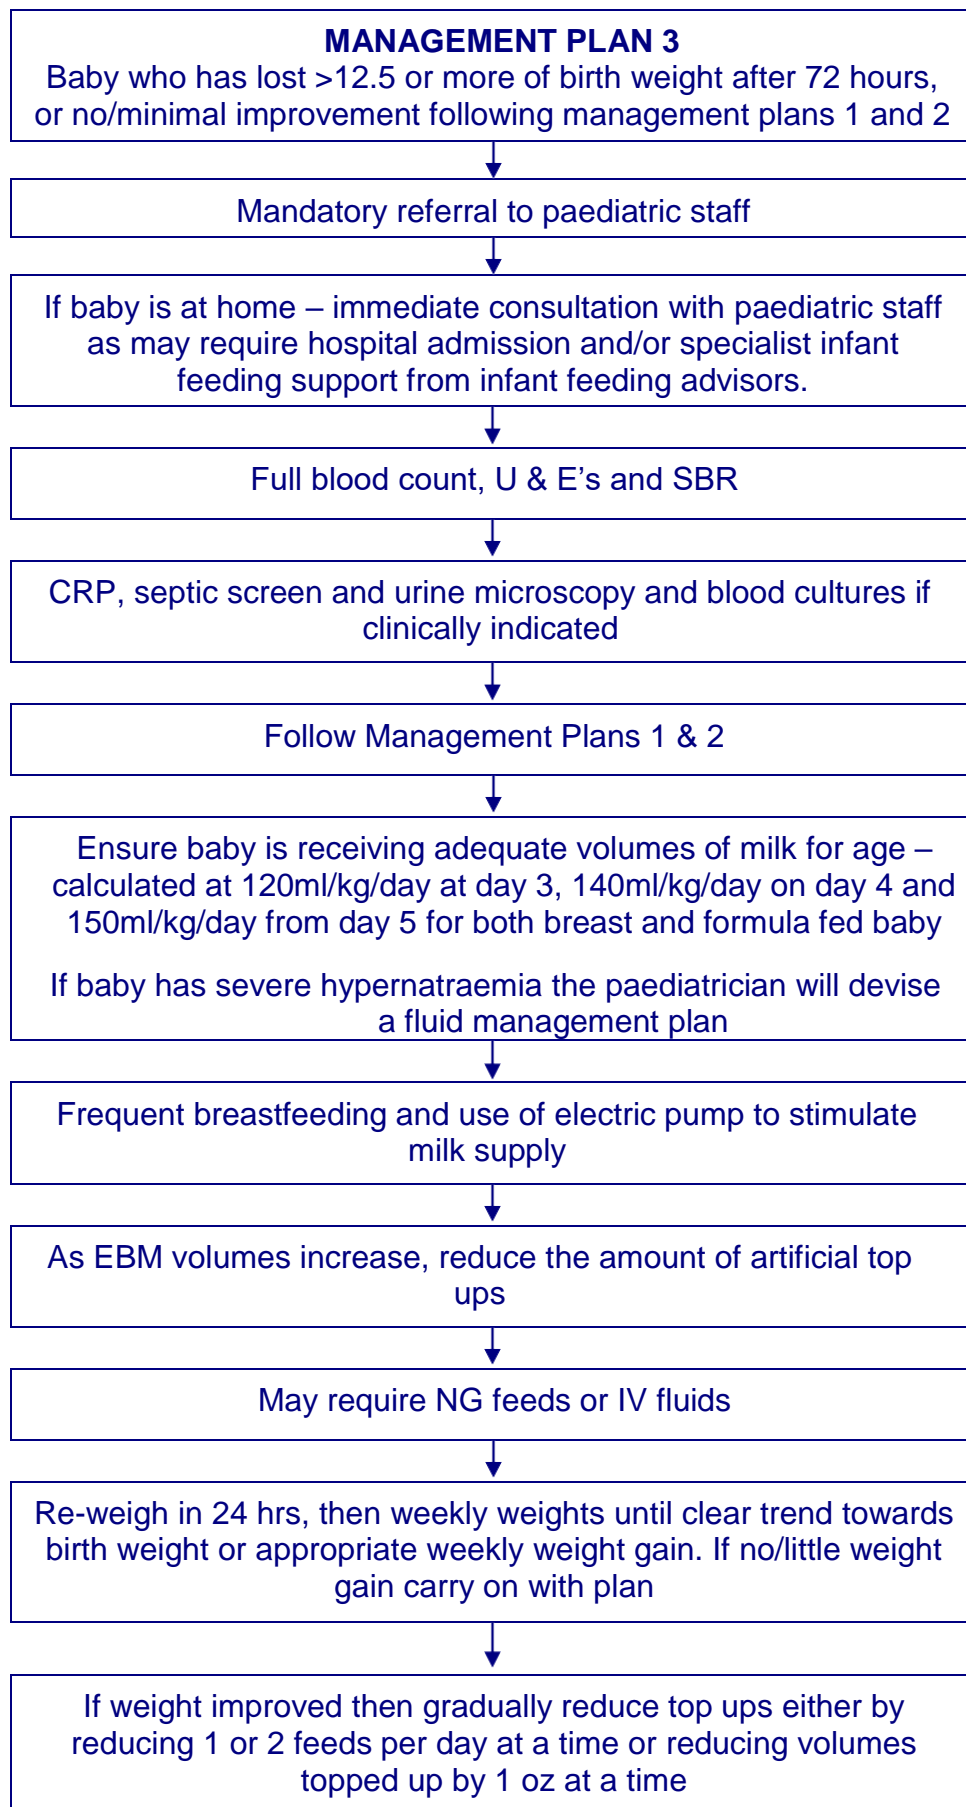 MANAGEMENT PLAN 3
Baby who has lost >12.5 or more of birth weight after 72 hours,
or no/minimal improvement following management plans 1 and 2
Mandatory referral to paediatric staff
If baby is at home – immediate consultation with paediatric staff
as may require hospital admission and/or specialist infant
feeding support from infant feeding advisors.
Full blood count, U & E’s and SBR
CRP, septic screen and urine microscopy and blood cultures if
clinically indicated
Follow Management Plans 1 & 2
Ensure baby is receiving adequate volumes of milk for age –
calculated at 120ml/kg/day at day 3, 140ml/kg/day on day 4 and
150ml/kg/day from day 5 for both breast and formula fed baby
If baby has severe hypernatraemia the paediatrician will devise
a fluid management plan
Frequent breastfeeding and use of electric pump to stimulate
milk supply
As EBM volumes increase, reduce the amount of artificial top
ups
May require NG feeds or IV fluids
Re-weigh in 24 hrs, then weekly weights until clear trend towards
birth weight or appropriate weekly weight gain. If no/little weight
gain carry on with plan
If weight improved then gradually reduce top ups either by
reducing 1 or 2 feeds per day at a time or reducing volumes
topped up by 1 oz at a time